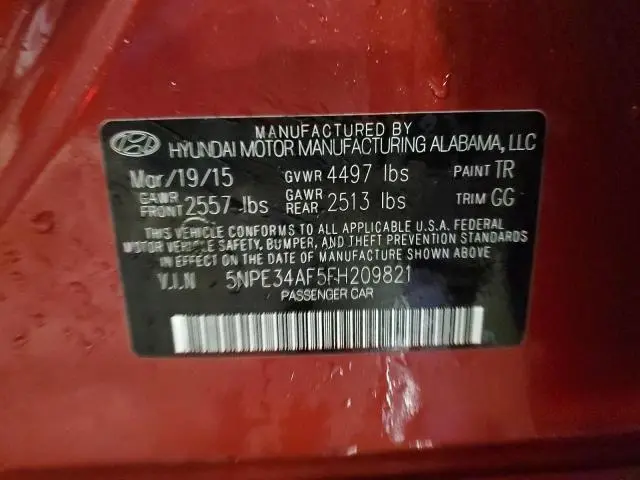 MANUFACTURED BY
HYUNDAI MOTOR MANUFACTURING ALABAMA, LLC
Mar/19/15 GVWR 4497 lbs PAINT TR
GAWR FRONT 2557 lbs GAWR REAR 2513 lbs TRIM GG
THIS VEHICLE CONFORMS TO ALL APPLICABLE U.S.A. FEDERAL
MOTOR VEHICLE SAFETY, BUMPER, AND THEFT PREVENTION STANDARDS
IN EFFECT ON THE DATE OF MANUFACTURE SHOWN ABOVE
V.I.N 5NPE34AF5FH209821
PASSENGER CAR